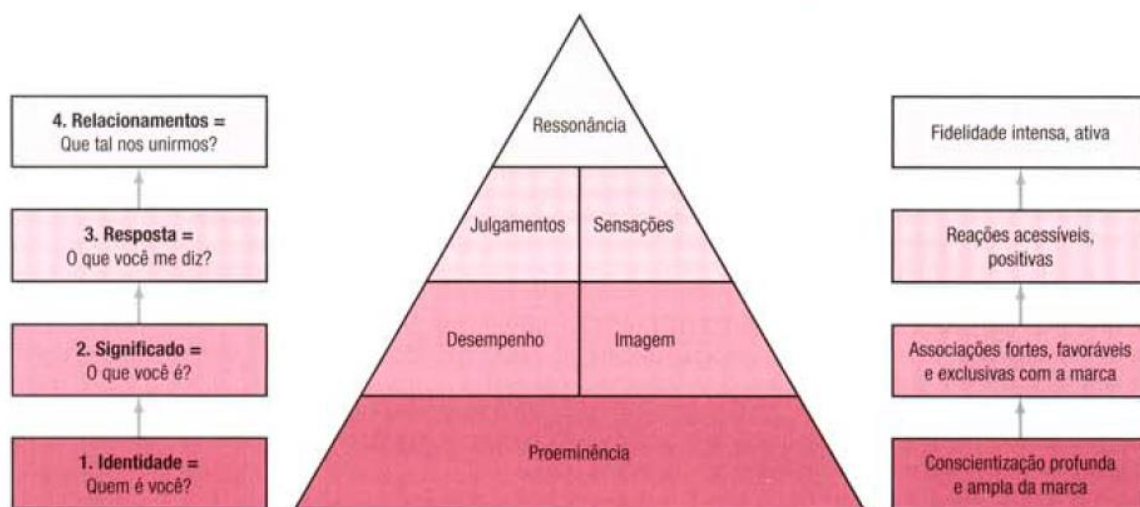 4. Relacionamentos =
Que tal nos unirmos?
3. Resposta =
O que você me diz?
2. Significado =
O que você é?
1. Identidade =
Quem é você?
Ressonância
Julgamentos
Sensações
Desempenho
Imagem
Proeminência
Fidelidade intensa, ativa
Reações acessíveis,
positivas
Associações fortes, favoráveis
e exclusivas com a marca
Conscientização profunda
e ampla da marca